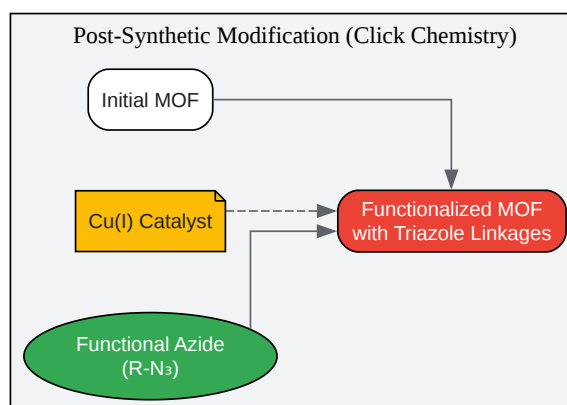 Post-Synthetic Modification (Click Chemistry)
Initial MOF
Cu(I) Catalyst
Functionalized MOF
with Triazole Linkages
Functional Azide
(R-N₃)